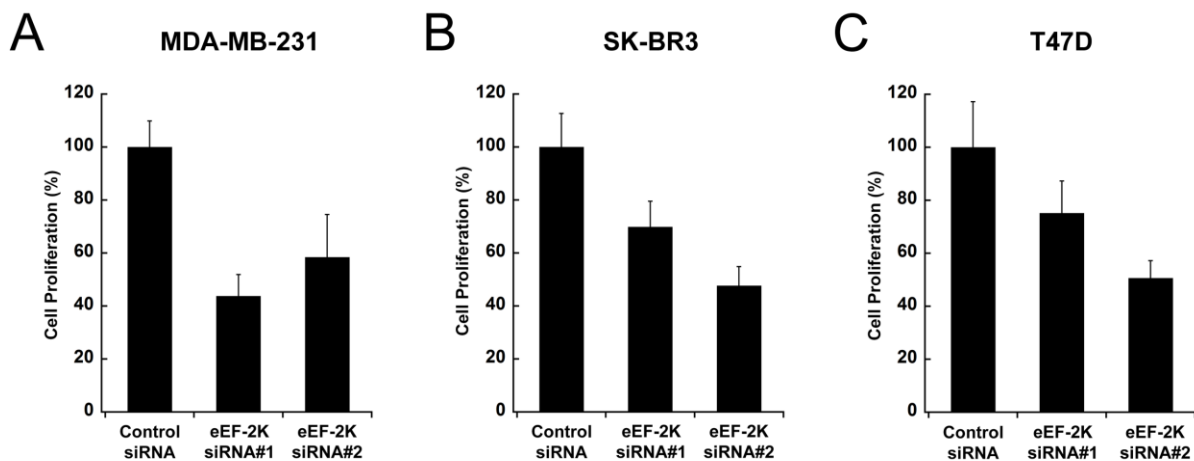 A
MDA-MB-231
120
100
80
60
40
20
0
Cell Proliferation (%)
Control
siRNA
eEF-2K
siRNA#1
eEF-2K
siRNA#2
B
SK-BR3
120
100
80
60
40
20
0
Cell Proliferation (%)
Control
siRNA
eEF-2K
siRNA#1
eEF-2K
siRNA#2
C
T47D
120
100
80
60
40
20
0
Cell Proliferation (%)
Control
siRNA
eEF-2K
siRNA#1
eEF-2K
siRNA#2